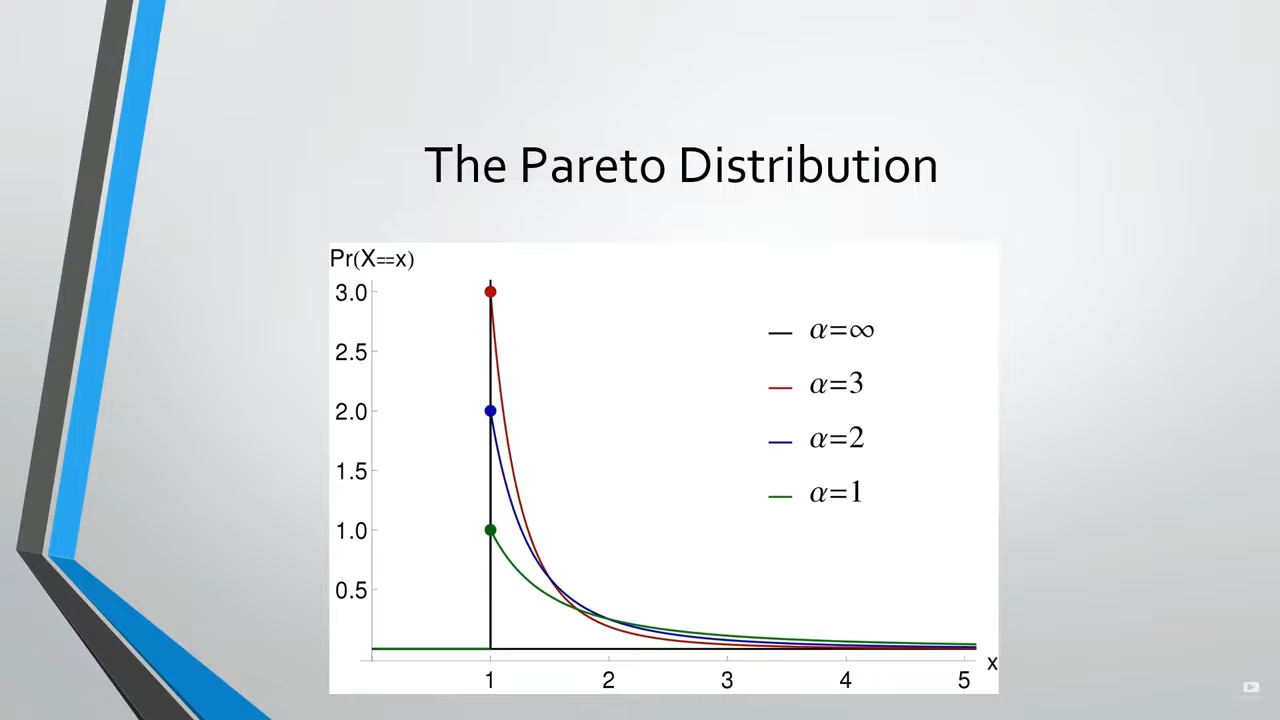 The Pareto Distribution
Pr(X==x)
3.0
2.5
2.0
1.5
1.0
0.5
α=∞
α=3
α=2
α=1
x
1 2 3 4 5